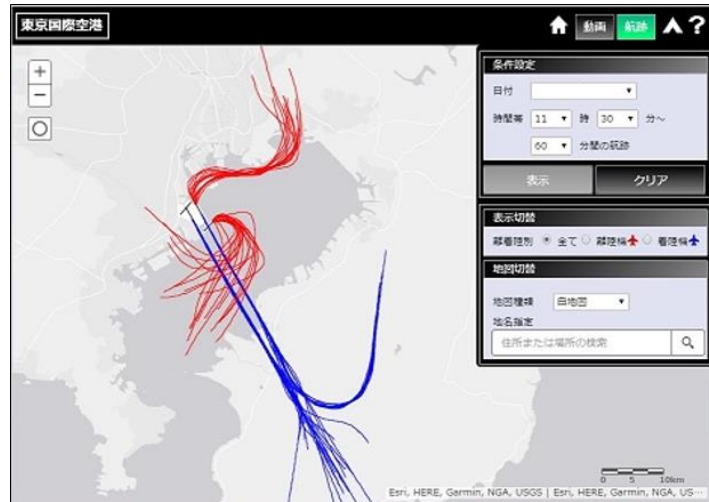 東京国際空港
動画
航跡
?
+
−
条件設定
日付
時間帯 11 時 30 分～
60 分間の航跡
表示 クリア
表示切替
離着陸別 全て 離陸機 着陸機
地図切替
地図種類 白地図
地名指定
住所または場所の検索
0 5 10km
Esri, HERE, Garmin, NGA, USGS | Esri, HERE, Garmin, NGA, US…